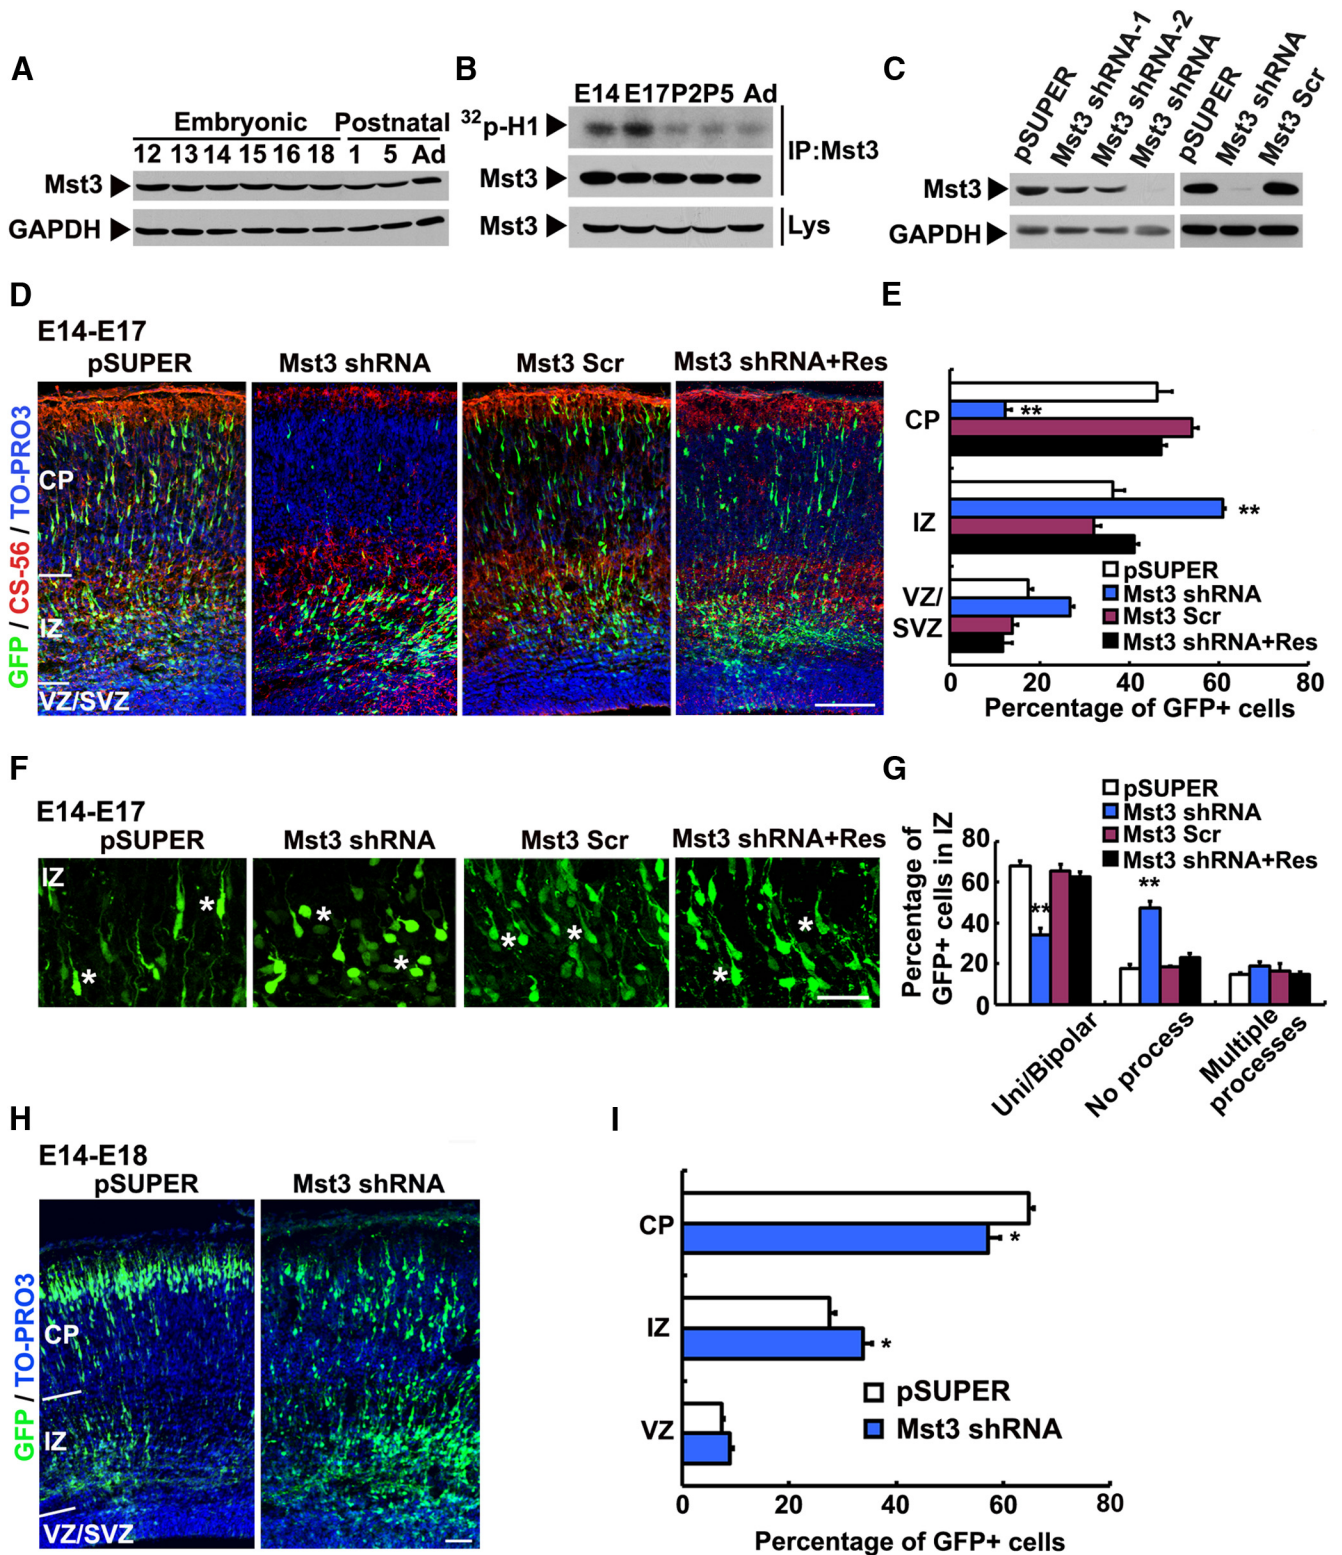 A
Embryonic Postnatal
12 13 14 15 16 18 1 5 Ad
Mst3
GAPDH
B
E14 E17 P2 P5 Ad
32p-H1
Mst3
IP:Mst3
Mst3
Lys
C
pSUPER
Mst3 shRNA-1
Mst3 shRNA-2
Mst3 shRNA
pSUPER
Mst3 shRNA
Mst3 Scr
Mst3
GAPDH
D
E14-E17
pSUPER Mst3 shRNA Mst3 Scr Mst3 shRNA+Res
GFP / CS-56 / TO-PRO3
CP
IZ
VZ/SVZ
E
CP
**
IZ
**
VZ/
SVZ
pSUPER
Mst3 shRNA
Mst3 Scr
Mst3 shRNA+Res
0 20 40 60 80
Percentage of GFP+ cells
F
E14-E17
pSUPER Mst3 shRNA Mst3 Scr Mst3 shRNA+Res
IZ
* * * * * * * *
G
pSUPER
Mst3 shRNA
Mst3 Scr
Mst3 shRNA+Res
Percentage of
GFP+ cells in IZ
80
60
40
20
0
**
**
Uni/Bipolar
No process
Multiple
processes
H
E14-E18
pSUPER Mst3 shRNA
GFP / TO-PRO3
CP
IZ
VZ/SVZ
I
CP
*
IZ
*
VZ
pSUPER
Mst3 shRNA
0 20 40 60 80
Percentage of GFP+ cells